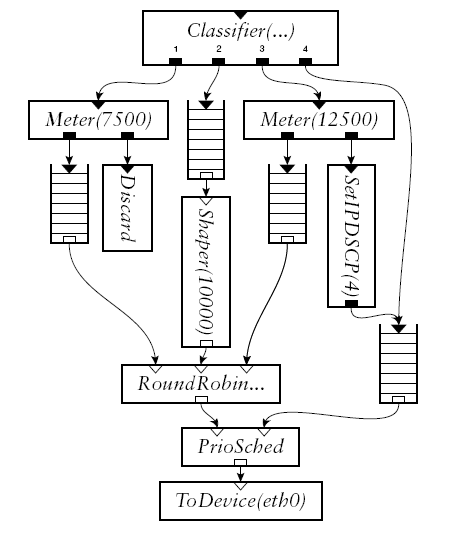 Classifier(...)
1 2 3 4
Meter(7500)
Meter(12500)
Discard
Shaper(10000)
SetIPDSCP(4)
RoundRobin...
PrioSched
ToDevice(eth0)